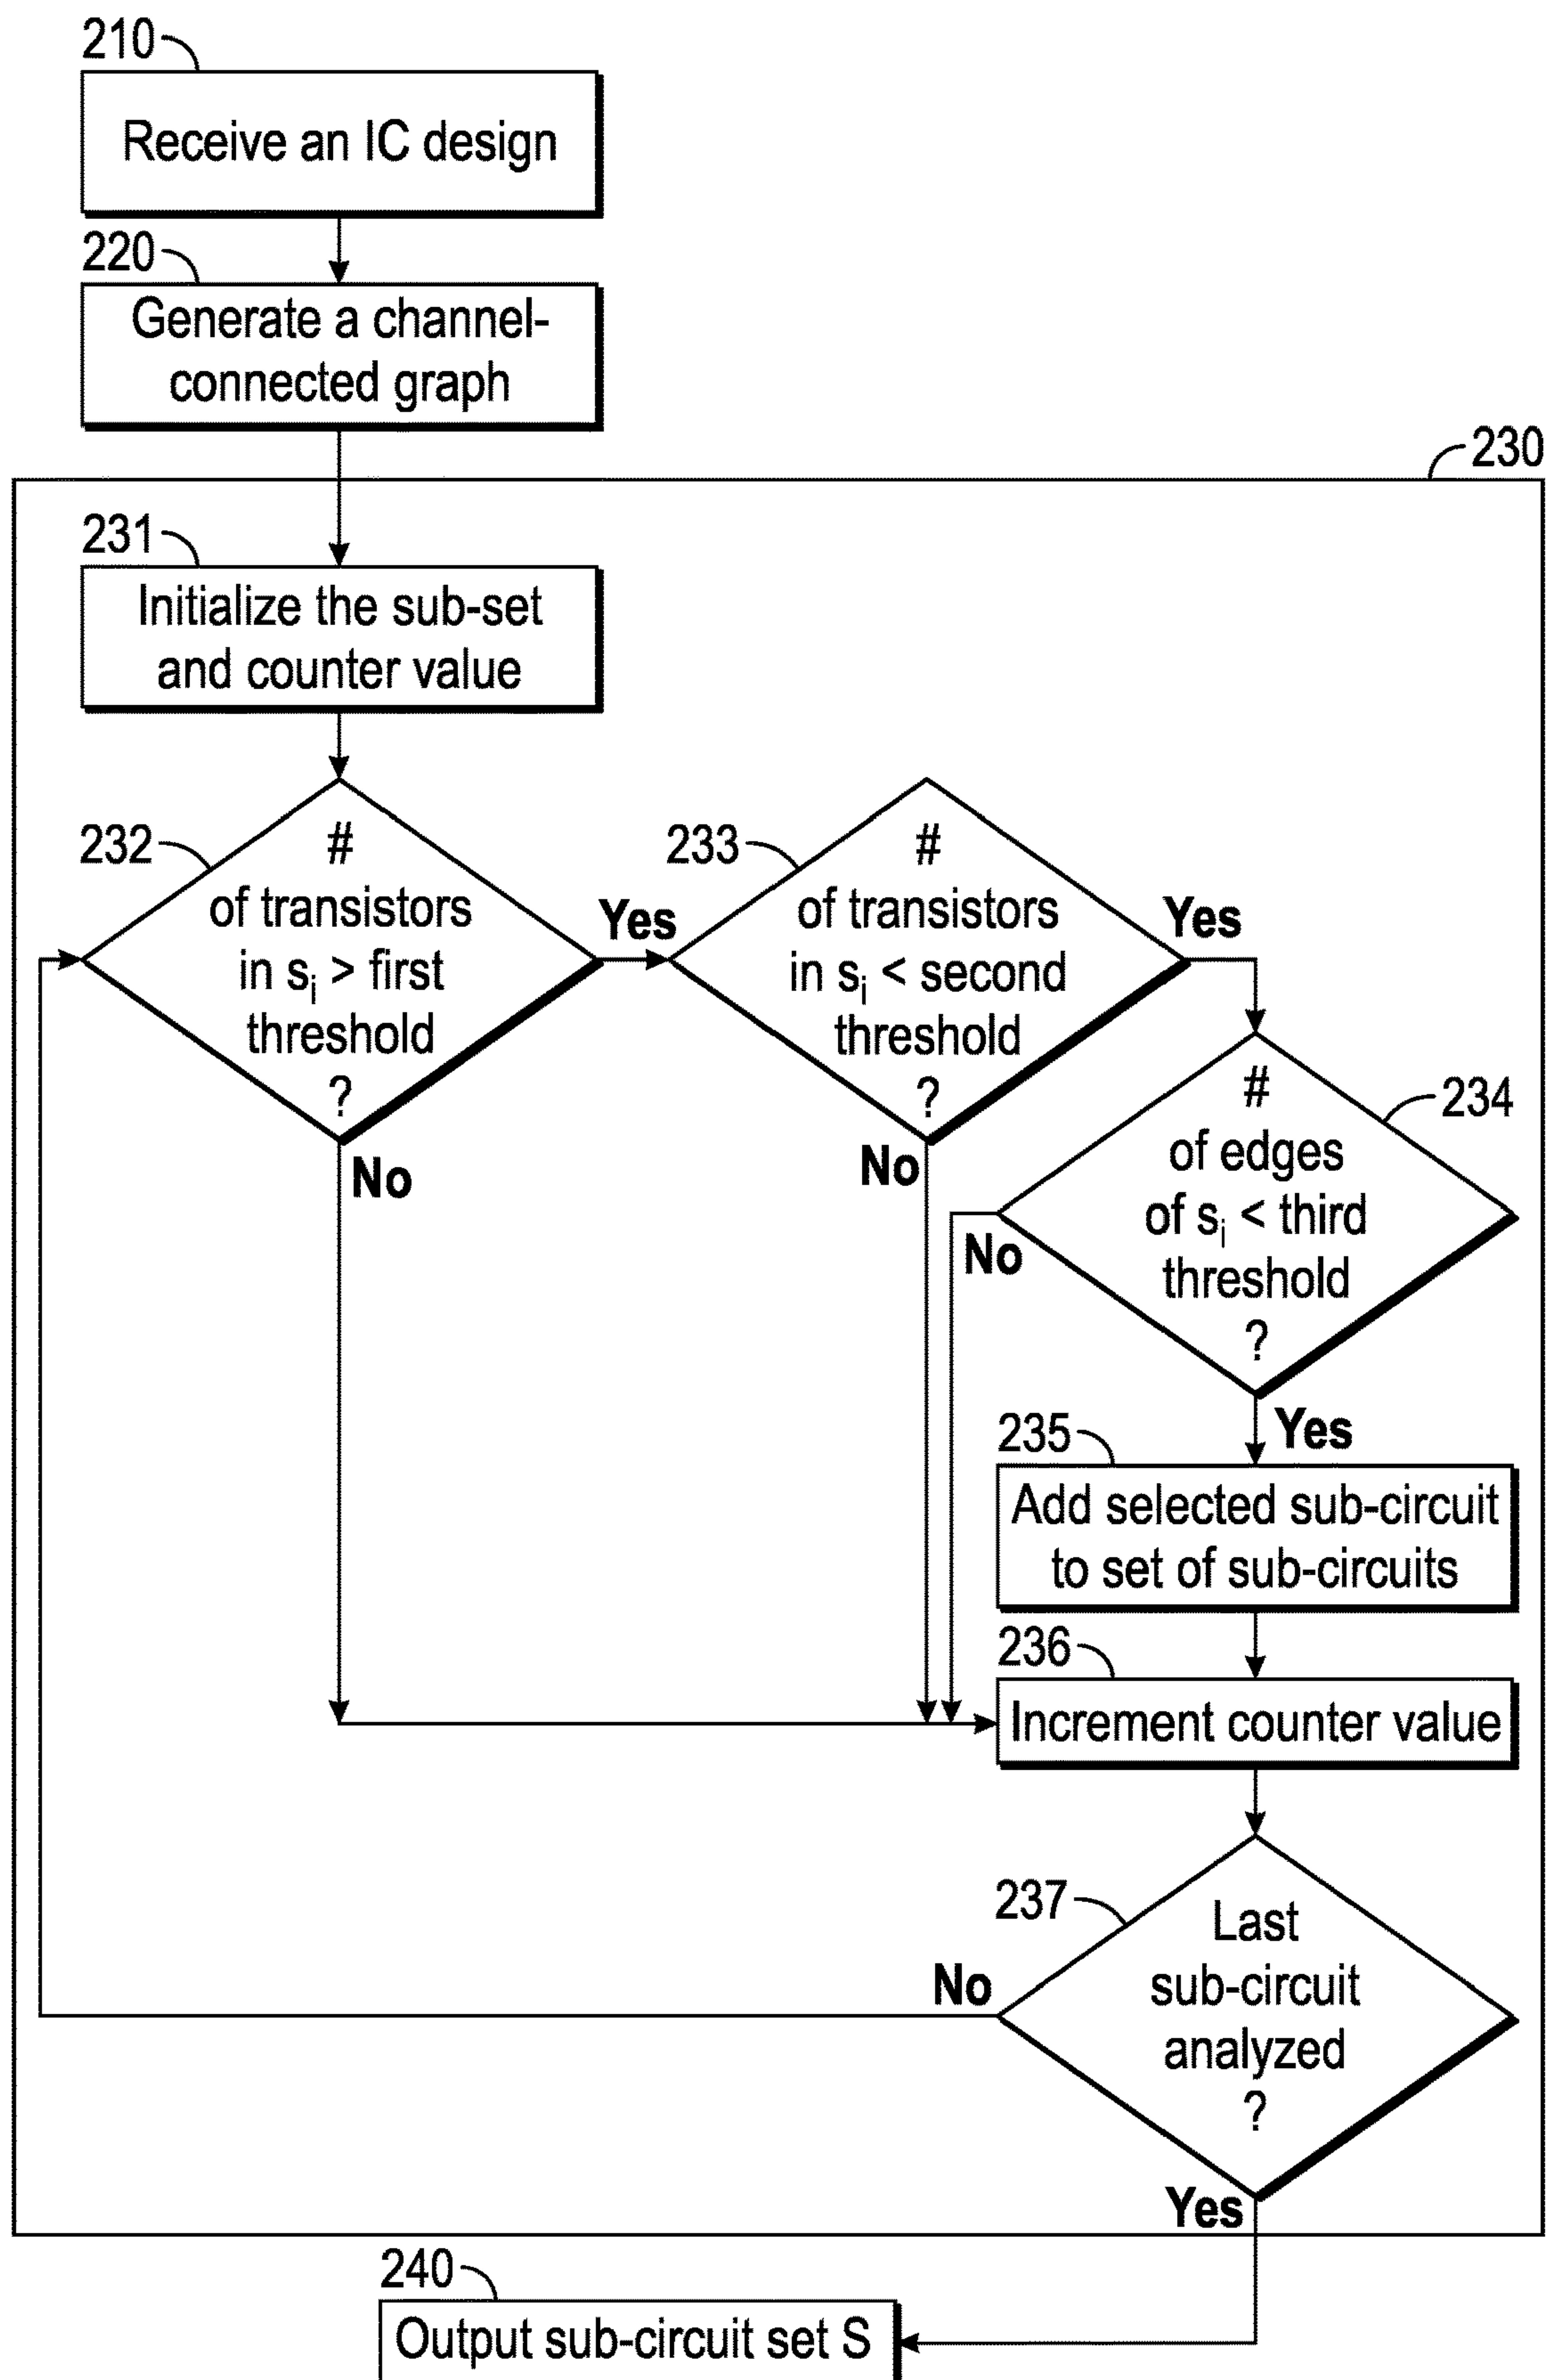 210
Receive an IC design
220
Generate a channel-
connected graph
230
231
Initialize the sub-set
and counter value
232
#
of transistors
in si > first
threshold
?
Yes
No
233
#
of transistors
in si < second
threshold
?
Yes
No
234
#
of edges
of si < third
threshold
?
No
Yes
235
Add selected sub-circuit
to set of sub-circuits
236
Increment counter value
237
Last
sub-circuit
analyzed
?
No
Yes
240
Output sub-circuit set S